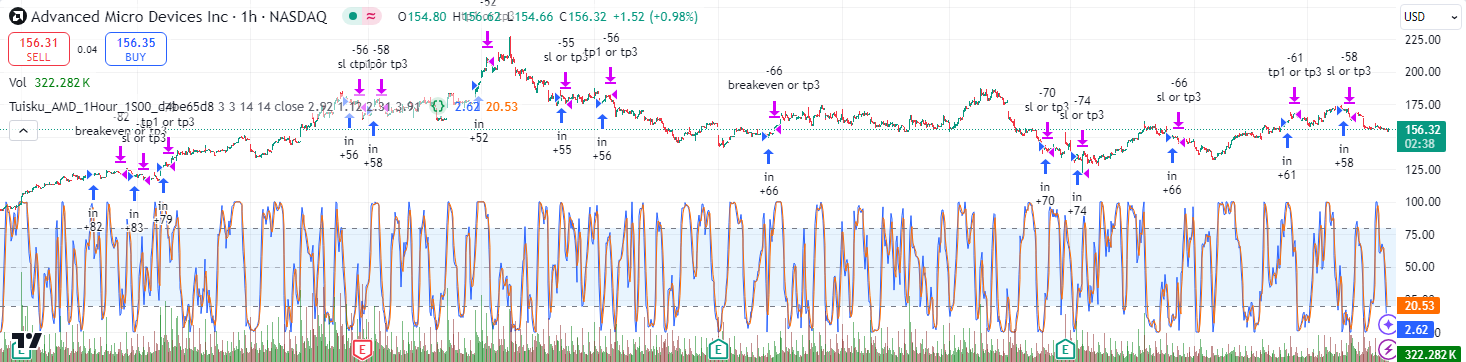 Advanced Micro Devices Inc · 1h · NASDAQ
O154.80 H156.62 L154.66 C156.32 +1.52 (+0.98%)
USD
156.31
SELL
0.04
156.35
BUY
Vol 322.282 K
Tuisku_AMD_1Hour_1S00_d4be65d8 3 3 14 14 close 2.92 1.12 2.31 3.91 {} 2.62 20.53
-52
-56
-58
tp1 or tp3
-55
sl or tp3
-56
tp1 or tp3
-66
breakeven or tp3
-70
sl or tp3
-74
sl or tp3
-66
sl or tp3
-61
tp1 or tp3
-58
sl or tp3
-82
breakeven or tp3
sl or tp3
-tp1 or tp3
in
+82
in
+83
in
+79
in
+56
in
+58
in
+52
in
+55
in
+56
in
+66
in
+70
in
+74
in
+66
in
+61
in
+58
225.00
200.00
175.00
156.32
02:38
125.00
100.00
75.00
50.00
20.53
2.62
322.282 K
E
E
E